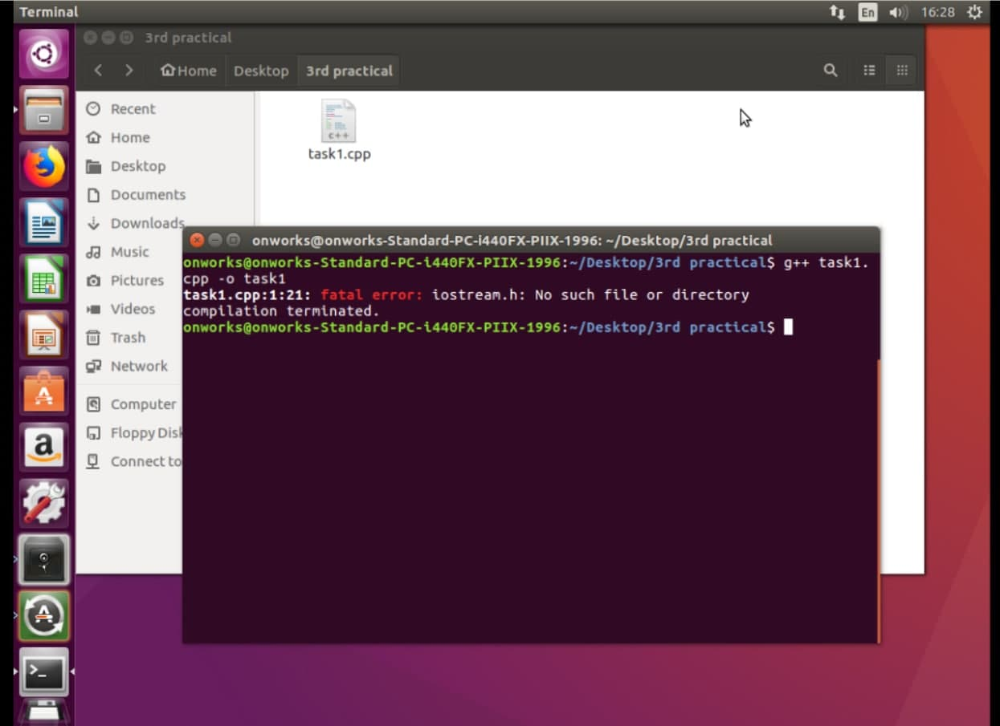 Terminal
En
16:28
3rd practical
Home
Desktop
3rd practical
Recent
Home
Desktop
Documents
Downloads
Music
Pictures
Videos
Trash
Network
Computer
Floppy Disk
Connect to
c++
task1.cpp
onworks@onworks-Standard-PC-i440FX-PIIX-1996: ~/Desktop/3rd practical
onworks@onworks-Standard-PC-i440FX-PIIX-1996:~/Desktop/3rd practical$ g++ task1.
cpp -o task1
task1.cpp:1:21: fatal error: iostream.h: No such file or directory
compilation terminated.
onworks@onworks-Standard-PC-i440FX-PIIX-1996:~/Desktop/3rd practical$
a
>_